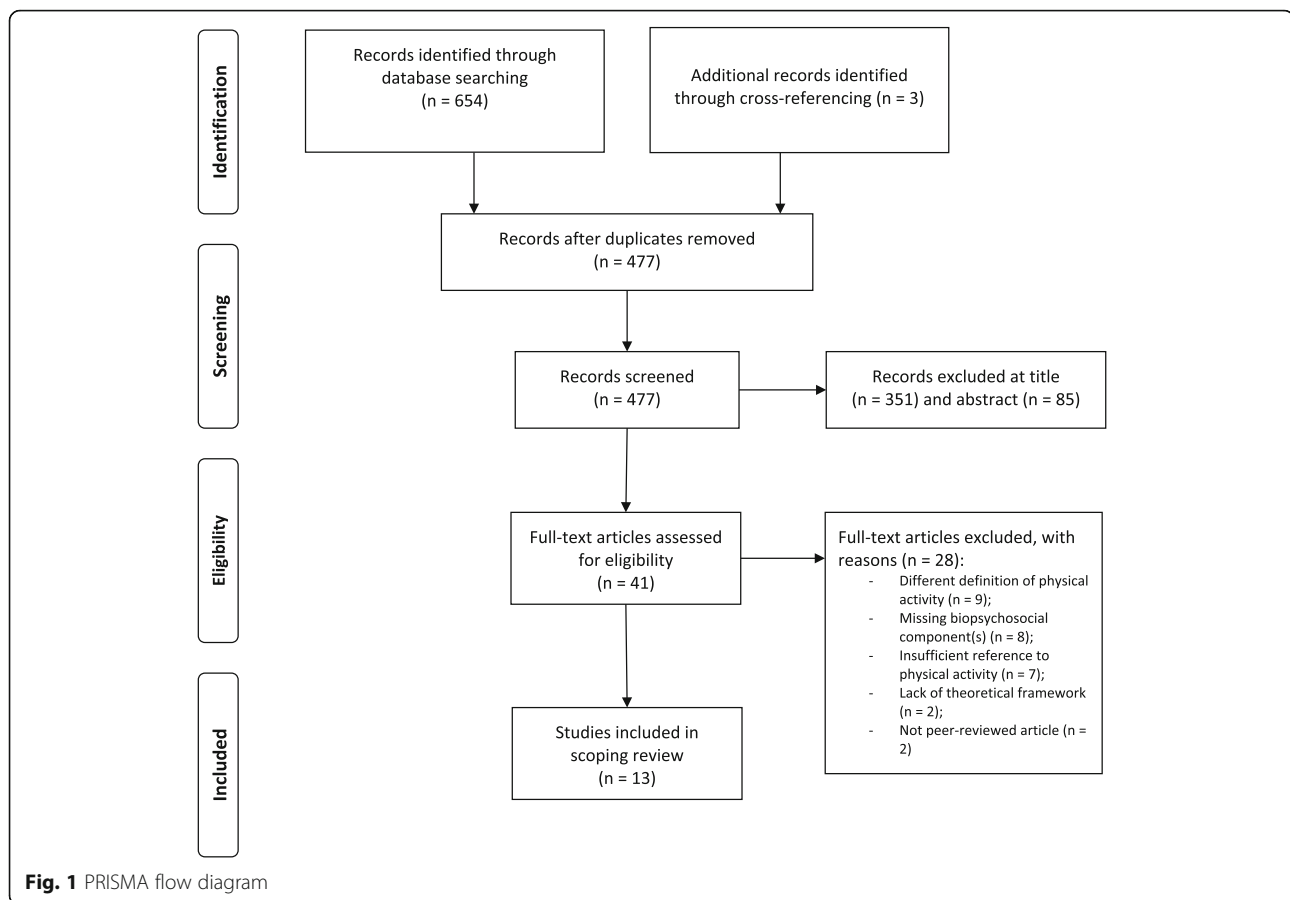 Identification
Records identified through
database searching
(n = 654)
Additional records identified
through cross-referencing (n = 3)
Records after duplicates removed
(n = 477)
Screening
Records screened
(n = 477)
Records excluded at title
(n = 351) and abstract (n = 85)
Eligibility
Full-text articles assessed
for eligibility
(n = 41)
Full-text articles excluded, with
reasons (n = 28):
- Different definition of physical
activity (n = 9);
- Missing biopsychosocial
component(s) (n = 8);
- Insufficient reference to
physical activity (n = 7);
- Lack of theoretical framework
(n = 2);
- Not peer-reviewed article (n =
2)
Included
Studies included in
scoping review
(n = 13)
Fig. 1 PRISMA flow diagram